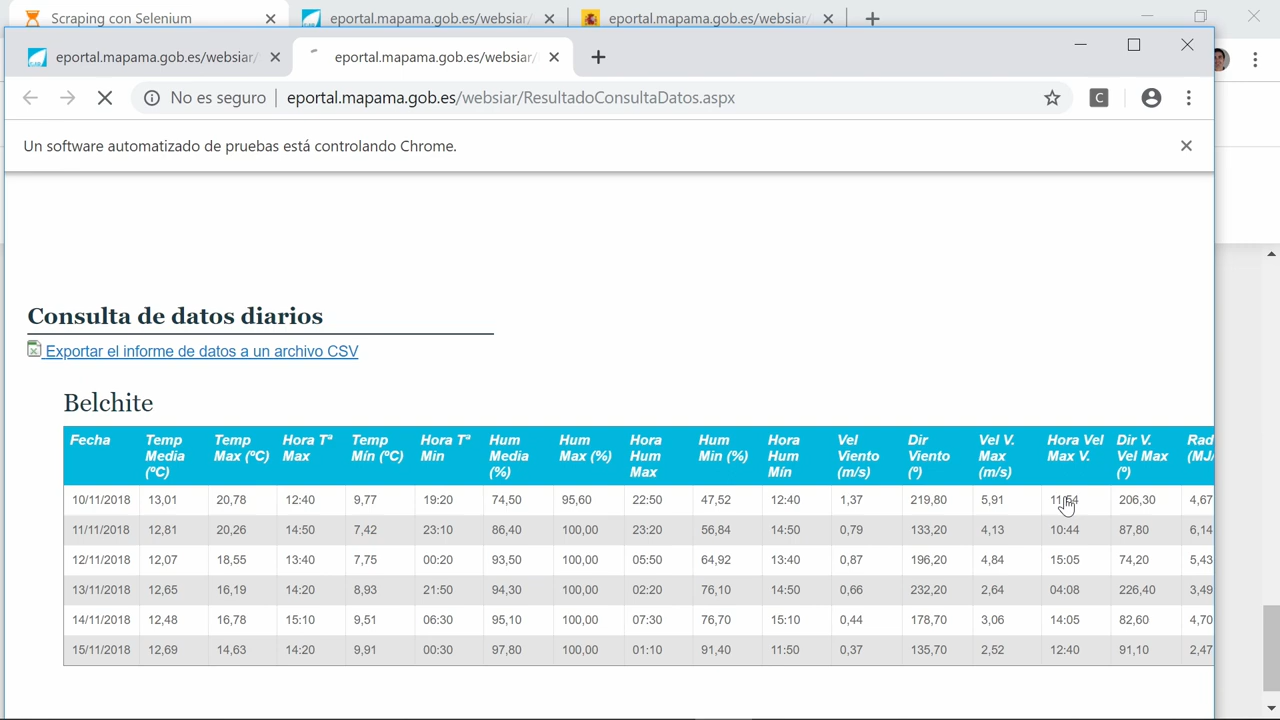 Scraping con Selenium
eportal.mapama.gob.es/websiar/
eportal.mapama.gob.es/websiar/
eportal.mapama.gob.es/websiar/
eportal.mapama.gob.es/websiar/
No es seguro
eportal.mapama.gob.es/websiar/ResultadoConsultaDatos.aspx
C
Un software automatizado de pruebas está controlando Chrome.
Consulta de datos diarios
Exportar el informe de datos a un archivo CSV
Belchite
Fecha Temp Media (ºC) Temp Max (ºC) Hora Tª Max Temp Mín (ºC) Hora Tª Min Hum Media (%) Hum Max (%) Hora Hum Max Hum Min (%) Hora Hum Mín Vel Viento (m/s) Dir Viento (º) Vel V. Max (m/s) Hora Vel Max V. Dir V. Vel Max (º) Rad (MJ/
10/11/2018 13,01 20,78 12:40 9,77 19:20 74,50 95,60 22:50 47,52 12:40 1,37 219,80 5,91 206,30 4,67
11/11/2018 12,81 20,26 14:50 7,42 23:10 86,40 100,00 23:20 56,84 14:50 0,79 133,20 4,13 10:44 87,80 6,14
12/11/2018 12,07 18,55 13:40 7,75 00:20 93,50 100,00 05:50 64,92 13:40 0,87 196,20 4,84 15:05 74,20 5,43
13/11/2018 12,65 16,19 14:20 8,93 21:50 94,30 100,00 02:20 76,10 14:50 0,66 232,20 2,64 04:08 226,40 3,49
14/11/2018 12,48 16,78 15:10 9,51 06:30 95,10 100,00 07:30 76,70 15:10 0,44 178,70 3,06 14:05 82,60 4,70
15/11/2018 12,69 14,63 14:20 9,91 00:30 97,80 100,00 01:10 91,40 11:50 0,37 135,70 2,52 12:40 91,10 2,47